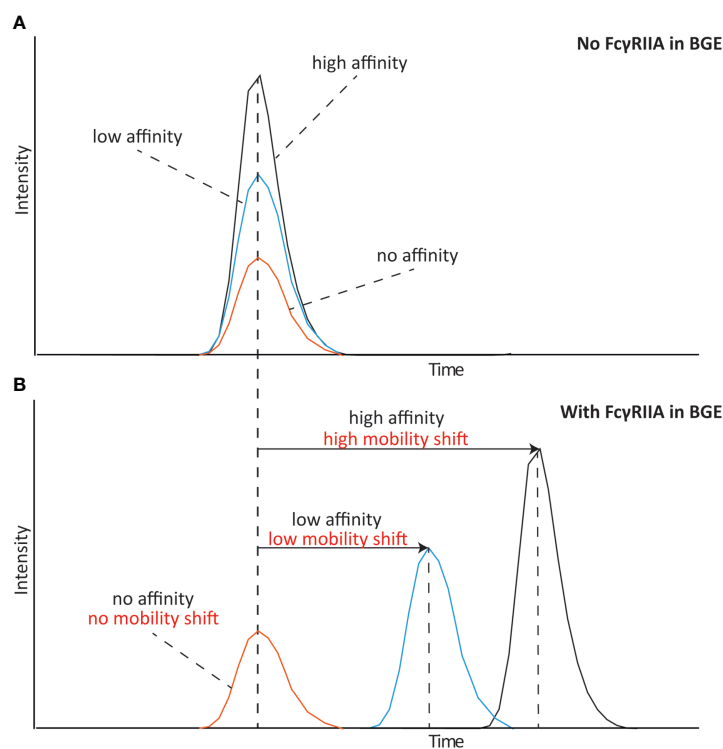 A
No FcγRIIA in BGE
high affinity
low affinity
no affinity
Intensity
Time
B
With FcγRIIA in BGE
high affinity
high mobility shift
low affinity
low mobility shift
no affinity
no mobility shift
Intensity
Time